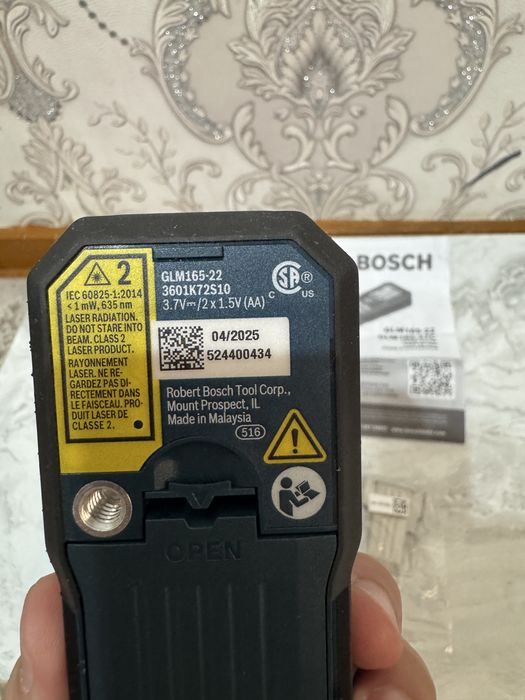 2
IEC 60825-1:2014
< 1 mW, 635 nm
LASER RADIATION.
DO NOT STARE INTO
BEAM. CLASS 2
LASER PRODUCT.
RAYONNEMENT
LASER. NE RE-
GARDEZ PAS DI-
RECTEMENT DANS
LE FAISCEAU. PRO-
DUIT LASER DE
CLASSE 2.
GLM165-22
3601K72S10
3.7V⎓/2 x 1.5V (AA)
C SA ®
C US
04/2025
524400434
Robert Bosch Tool Corp.,
Mount Prospect, IL
Made in Malaysia
516
OPEN
BOSCH
GLM165-22